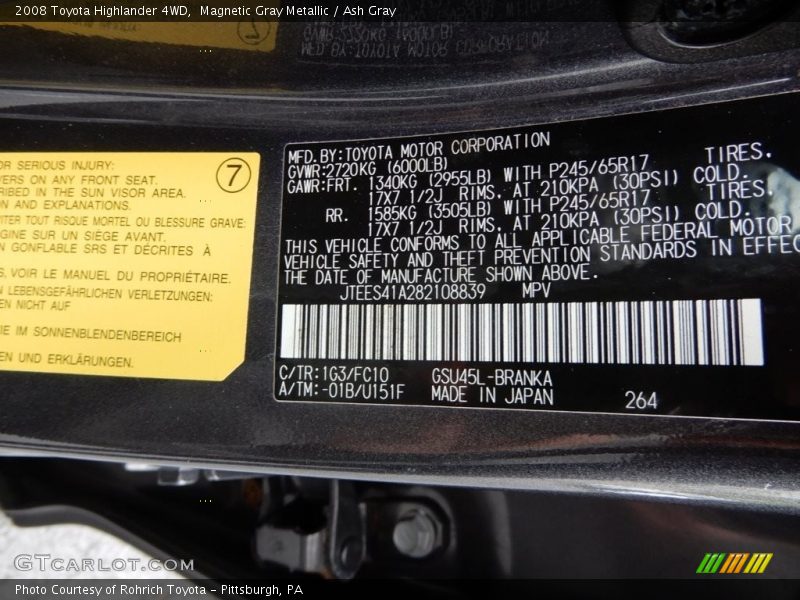 2008 Toyota Highlander 4WD,  Magnetic Gray Metallic / Ash Gray
MFD. BY: TOYOTA MOTOR CORPORATION
GVWR: 2720KG (6000LB)
GAWR: FRT. 1340KG (2955LB) WITH P245/65R17 TIRES.
17X7 1/2J RIMS. AT 210KPA (30PSI) COLD.
RR. 1585KG (3505LB) WITH P245/65R17 TIRES.
17X7 1/2J RIMS. AT 210KPA (30PSI) COLD.
THIS VEHICLE CONFORMS TO ALL APPLICABLE FEDERAL MOTOR
VEHICLE SAFETY AND THEFT PREVENTION STANDARDS IN EFFEC
THE DATE OF MANUFACTURE SHOWN ABOVE.
JTEES41A282108839 MPV
C/TR: 1G3/FC10 GSU45L-BRANKA
A/TM: -01B/U151F MADE IN JAPAN 264
7
OR SERIOUS INJURY:
VERS ON ANY FRONT SEAT.
RIBED IN THE SUN VISOR AREA.
ON AND EXPLANATIONS.
ITER TOUT RISQUE MORTEL OU BLESSURE GRAVE:
GINE SUR UN SIÈGE AVANT.
N GONFLABLE SRS ET DÉCRITES À
S. VOIR LE MANUEL DU PROPRIÉTAIRE.
N LEBENSGEFÄHRLICHEN VERLETZUNGEN:
EN NICHT AUF
IE IM SONNENBLENDENBEREICH
EN UND ERKLÄRUNGEN.
GTCARLOT.COM
Photo Courtesy of Rohrich Toyota - Pittsburgh, PA